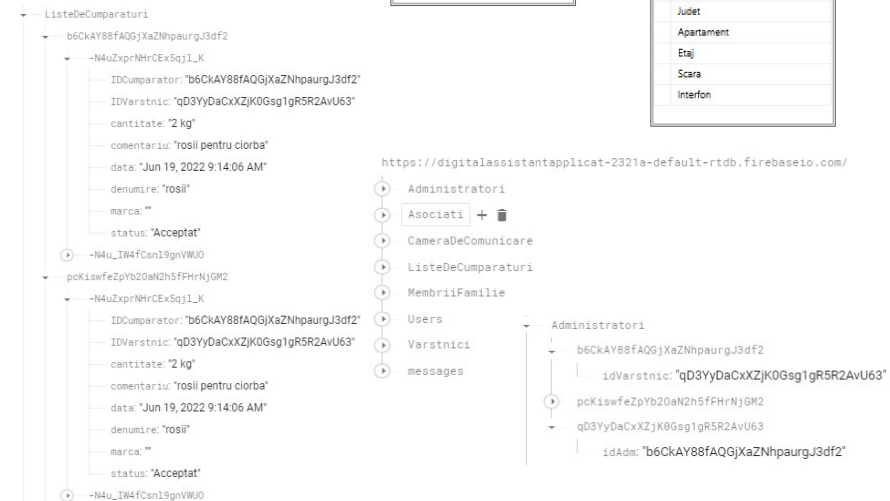 ListeDeCumparaturi
b6CkAY88fAQGjXaZNhpaurgJ3df2
-N4uZxprNHrCEx5qjl_K
IDCumparator: "b6CkAY88fAQGjXaZNhpaurgJ3df2"
IDVarstnic: "qD3YyDaCxXZjK0Gsg1gR5R2AvU63"
cantitate: "2 kg"
comentariu: "rosii pentru ciorba"
data: "Jun 19, 2022 9:14:06 AM"
denumire: "rosii"
marca: ""
status: "Acceptat"
-N4u_IW4fCsnl9gnVWUO
pcKiswfeZpYb2OaN2h5fFHrNjGM2
-N4uZxprNHrCEx5qjl_K
IDCumparator: "b6CkAY88fAQGjXaZNhpaurgJ3df2"
IDVarstnic: "qD3YyDaCxXZjK0Gsg1gR5R2AvU63"
cantitate: "2 kg"
comentariu: "rosii pentru ciorba"
data: "Jun 19, 2022 9:14:06 AM"
denumire: "rosii"
marca: ""
status: "Acceptat"
-N4u_IW4fCsnl9gnVWUO
Judet
Apartament
Etaj
Scara
Interfon
https://digitalassistantapplicat-2321a-default-rtdb.firebaseio.com/
Administratori
Asociati
CameraDeComunicare
ListeDeCumparaturi
MembriiFamilie
Users
Varstnici
messages
Administratori
b6CkAY88fAQGjXaZNhpaurgJ3df2
idVarstnic: "qD3YyDaCxXZjK0Gsg1gR5R2AvU63"
pcKiswfeZpYb2OaN2h5fFHrNjGM2
qD3YyDaCxXZjK0Gsg1gR5R2AvU63
idAdm: "b6CkAY88fAQGjXaZNhpaurgJ3df2"